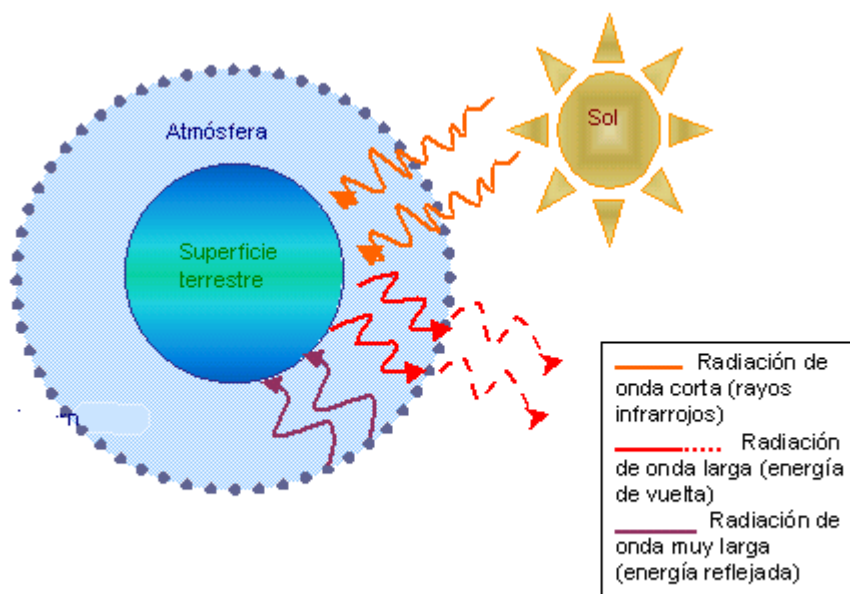 Sol
Atmósfera
Superficie
terrestre
Radiación de
onda corta (rayos
infrarrojos)
Radiación
de onda larga (energía
de vuelta)
Radiación de
onda muy larga
(energía reflejada)